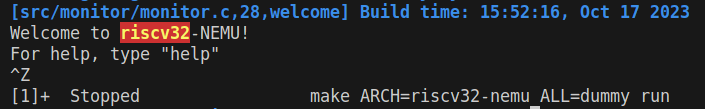 [src/monitor/monitor.c,28,welcome] Build time: 15:52:16, Oct 17 2023
Welcome to riscv32-NEMU!
For help, type "help"
^Z
[1]+  Stopped                 make ARCH=riscv32-nemu ALL=dummy run